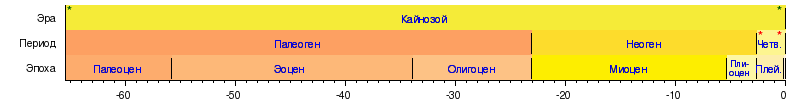 Эра
Кайнозой
Период
Палеоген
Неоген
Четв.
Эпоха
Палеоцен
Эоцен
Олигоцен
Миоцен
Пли-
оцен
Плей.
-60
-50
-40
-30
-20
-10
0